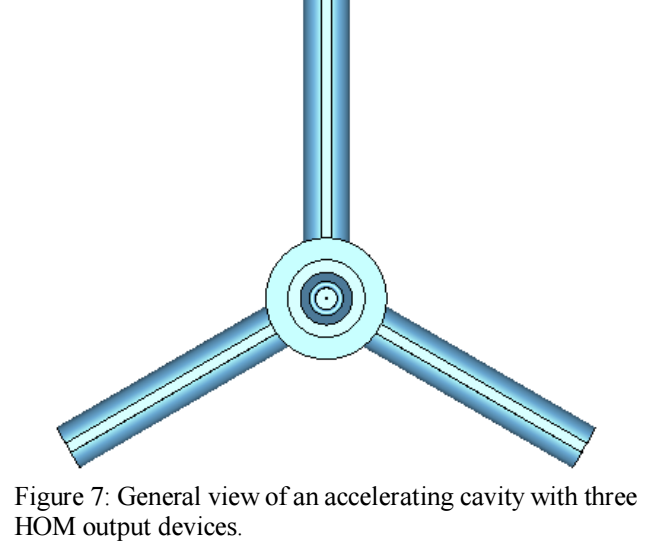 Figure 7: General view of an accelerating cavity with three
HOM output devices.